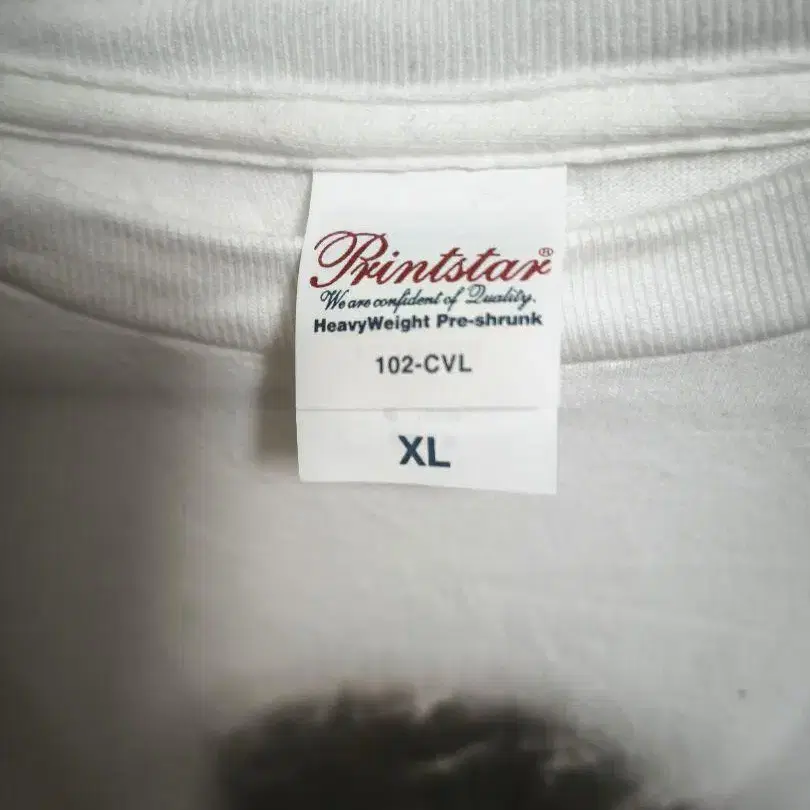 Printstar®
We are confident of Quality.
HeavyWeight Pre-shrunk
102-CVL
XL